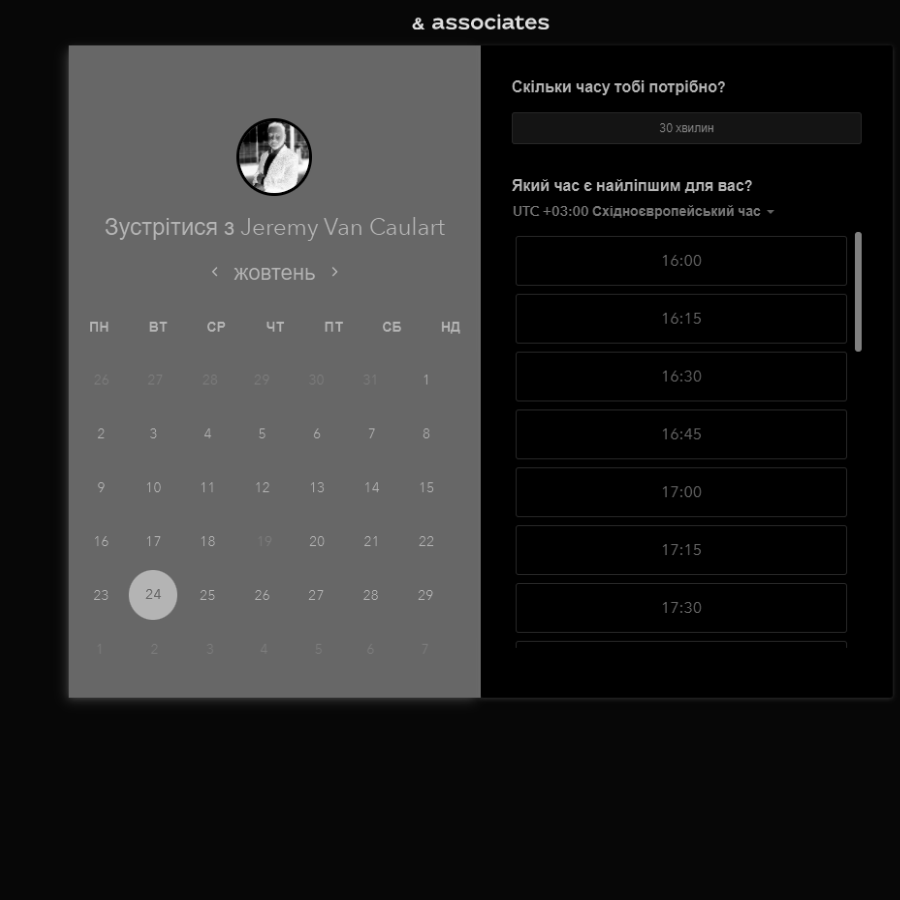 & associates
Зустрітися з Jeremy Van Caulart
жовтень
ПН ВТ СР ЧТ ПТ СБ НД
26 27 28 29 30 31 1
2 3 4 5 6 7 8
9 10 11 12 13 14 15
16 17 18 19 20 21 22
23 24 25 26 27 28 29
1 2 3 4 5 6 7
Скільки часу тобі потрібно?
30 хвилин
Який час є найліпшим для вас?
UTC +03:00 Східноєвропейський час
16:00
16:15
16:30
16:45
17:00
17:15
17:30